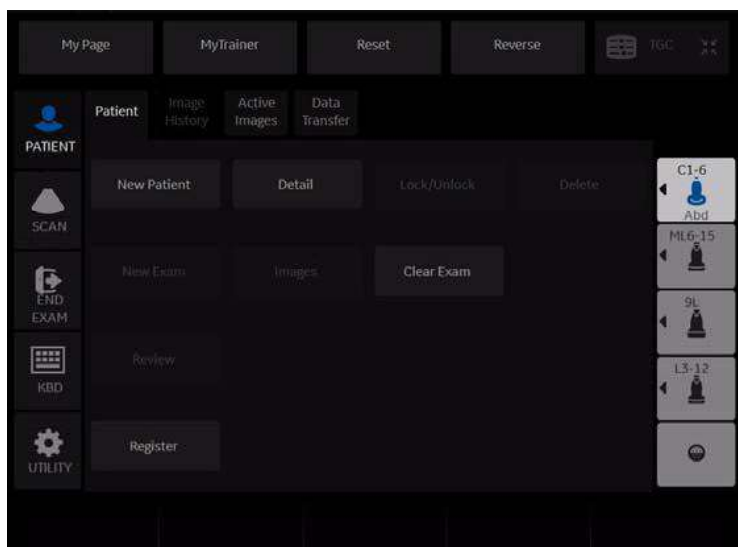 My Page
MyTrainer
Reset
Reverse
TGC
PATIENT
Patient
Image
History
Active
Images
Data
Transfer
New Patient
Detail
Lock/Unlock
Delete
C1-6
Abd
SCAN
New Exam
Images
Clear Exam
ML6-15
END
EXAM
9L
Review
KBD
L3-12
Register
UTILITY